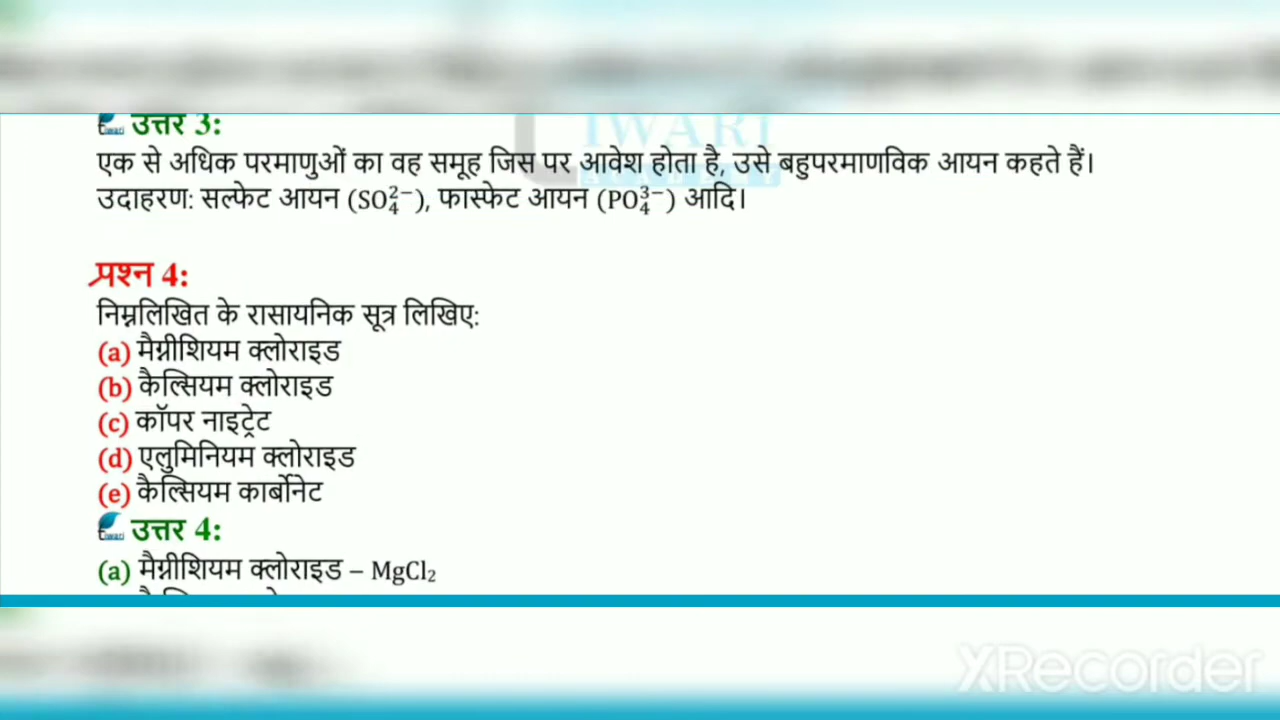 IWARI
उत्तर 3:
एक से अधिक परमाणुओं का वह समूह जिस पर आवेश होता है, उसे बहुपरमाणविक आयन कहते हैं।
उदाहरण: सल्फेट आयन (SO₄²⁻), फास्फेट आयन (PO₄³⁻) आदि।
प्रश्न 4:
निम्नलिखित के रासायनिक सूत्र लिखिए:
(a) मैग्नीशियम क्लोराइड
(b) कैल्सियम क्लोराइड
(c) कॉपर नाइट्रेट
(d) एलुमिनियम क्लोराइड
(e) कैल्सियम कार्बोनेट
उत्तर 4:
(a) मैग्नीशियम क्लोराइड – MgCl₂
XRecorder